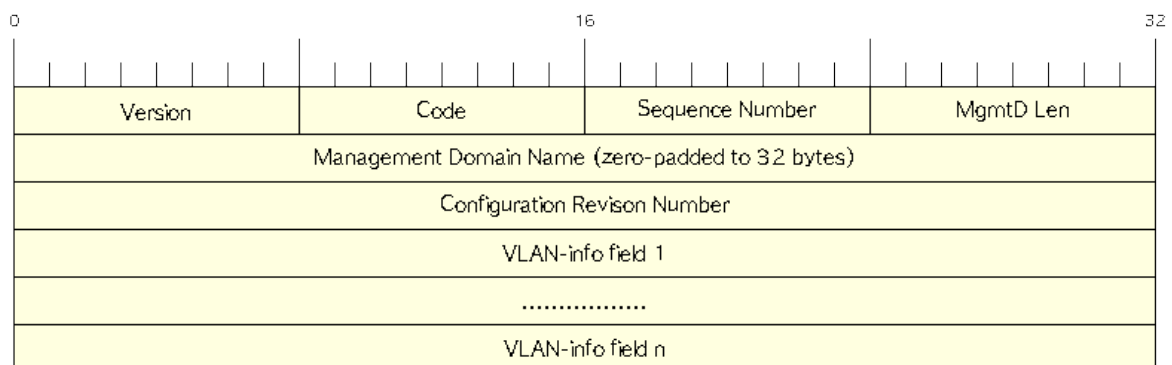 0 16 32
Version Code Sequence Number MgmtD Len
Management Domain Name (zero-padded to 32 bytes)
Configuration Revison Number
VLAN-info field 1
.................
VLAN-info field n